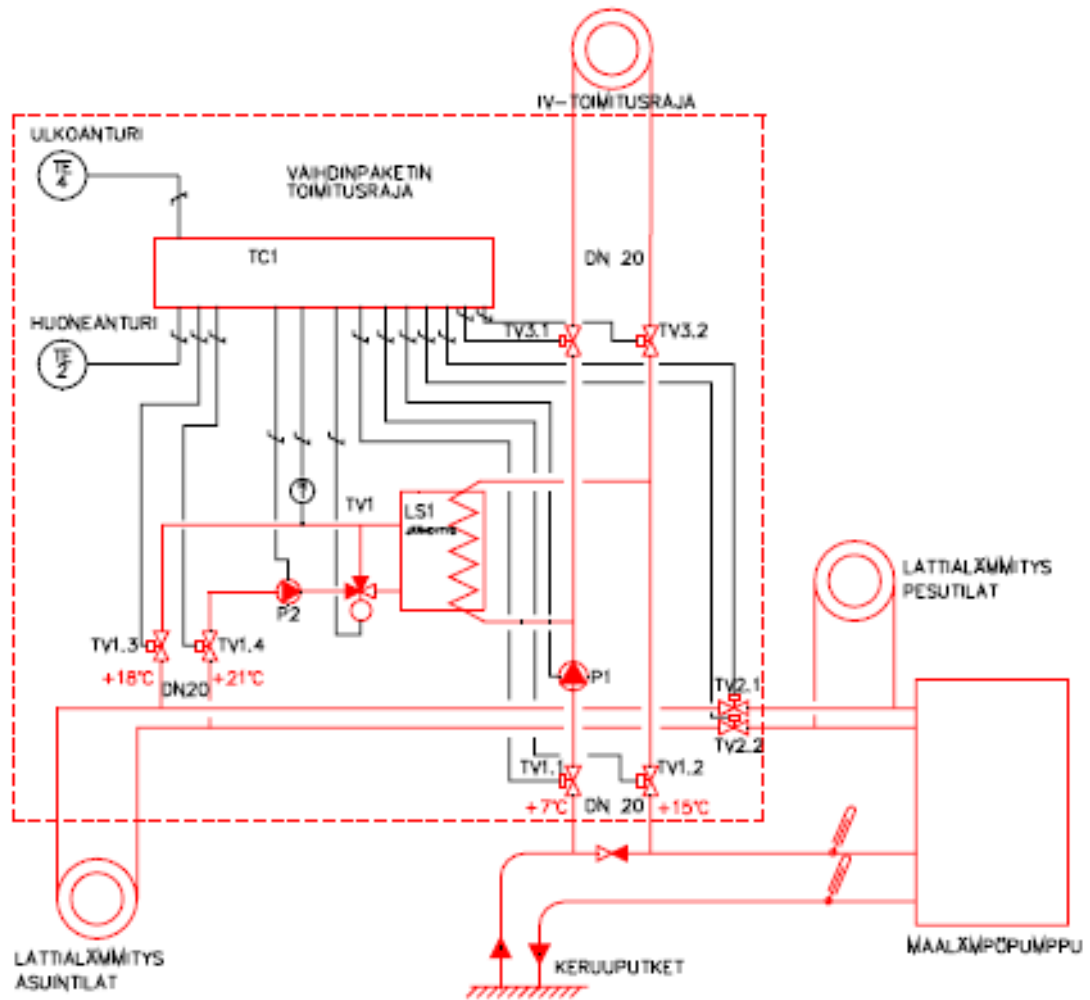 IV-TOIMITUSRAJA
ULKOANTURI
TE
4
VAIHDINPAKETIN
TOIMITUSRAJA
TC1
DN 20
HUONEANTURI
TE
2
TV3.1
TV3.2
T
TV1
LS1
JÄÄHDYTYS
P2
LATTIALÄMMITYS
PESUTILAT
TV1.3
TV1.4
+18°C
DN20
+21°C
P1
TV2.1
TV2.2
TV1.1
TV1.2
+7°C
DN 20
+15°C
LATTIALÄMMITYS
ASUINTILAT
KERUUPUTKET
MAALÄMPÖPUMPPU